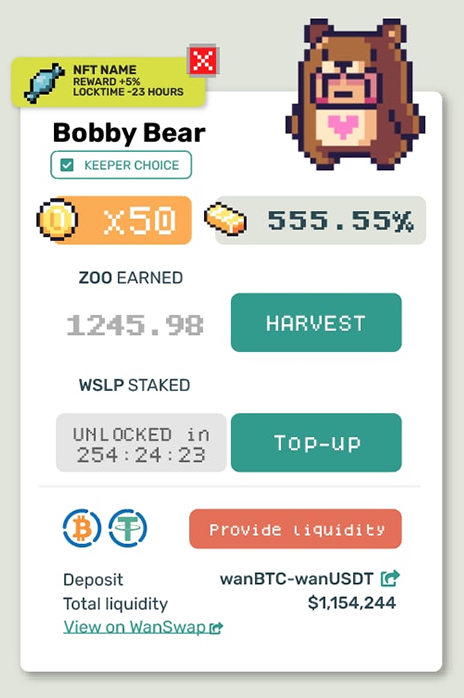 NFT NAME
REWARD +5%
LOCKTIME -23 HOURS
Bobby Bear
KEEPER CHOICE
x50
555.55%
ZOO EARNED
1245.98
HARVEST
WSLP STAKED
UNLOCKED in
254:24:23
Top-up
Provide liquidity
Deposit
wanBTC-wanUSDT
Total liquidity
$1,154,244
View on WanSwap